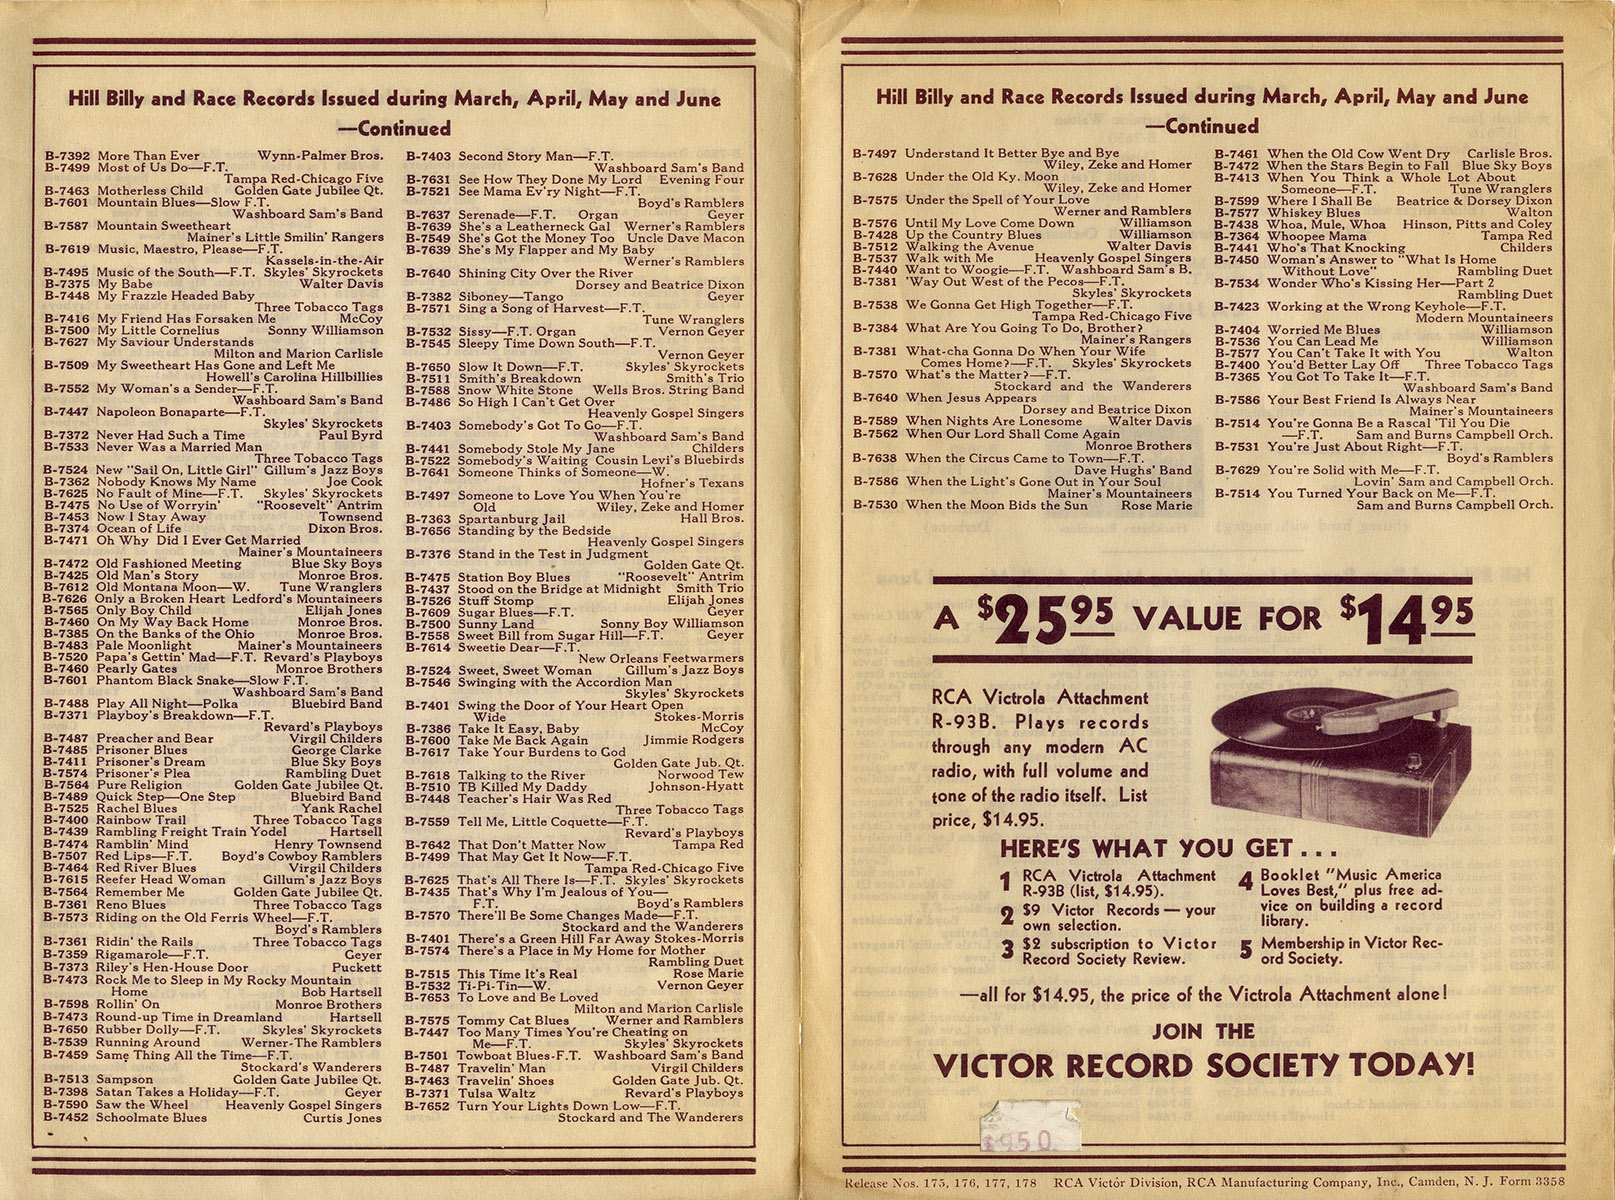 Hill Billy and Race Records Issued during March, April, May and June
—Continued
B-7392 More Than Ever Wynn-Palmer Bros.
B-7499 Most of Us Do—F.T.
Tampa Red-Chicago Five
B-7463 Motherless Child Golden Gate Jubilee Qt.
B-7601 Mountain Blues—Slow F.T.
Washboard Sam's Band
B-7587 Mountain Sweetheart
Mainer's Little Smilin' Rangers
B-7619 Music, Maestro, Please—F.T.
Kassels-in-the-Air
B-7495 Music of the South—F.T. Skyles' Skyrockets
B-7375 My Babe Walter Davis
B-7448 My Frazzle Headed Baby
Three Tobacco Tags
B-7416 My Friend Has Forsaken Me McCoy
B-7500 My Little Cornelius Sonny Williamson
B-7627 My Saviour Understands
Milton and Marion Carlisle
B-7509 My Sweetheart Has Gone and Left Me
Howell's Carolina Hillbillies
B-7552 My Woman's a Sender—F.T.
Washboard Sam's Band
B-7447 Napoleon Bonaparte—F.T.
Skyles' Skyrockets
B-7372 Never Had Such a Time Paul Byrd
B-7533 Never Was a Married Man
Three Tobacco Tags
B-7524 New "Sail On, Little Girl" Gillum's Jazz Boys
B-7362 Nobody Knows My Name Joe Cook
B-7625 No Fault of Mine—F.T. Skyles' Skyrockets
B-7475 No Use of Worryin' "Roosevelt" Antrim
B-7453 Now I Stay Away Townsend
B-7374 Ocean of Life Dixon Bros.
B-7471 Oh Why Did I Ever Get Married
Mainer's Mountaineers
B-7472 Old Fashioned Meeting Blue Sky Boys
B-7425 Old Man's Story Monroe Bros.
B-7612 Old Montana Moon—W. Tune Wranglers
B-7626 Only a Broken Heart Ledford's Mountaineers
B-7565 Only Boy Child Elijah Jones
B-7460 On My Way Back Home Monroe Bros.
B-7385 On the Banks of the Ohio Monroe Bros.
B-7483 Pale Moonlight Mainer's Mountaineers
B-7520 Papa's Gettin' Mad—F.T. Revard's Playboys
B-7460 Pearly Gates Monroe Brothers
B-7601 Phantom Black Snake—Slow F.T.
Washboard Sam's Band
B-7488 Play All Night—Polka Bluebird Band
B-7371 Playboy's Breakdown—F.T.
Revard's Playboys
B-7487 Preacher and Bear Virgil Childers
B-7485 Prisoner Blues George Clarke
B-7411 Prisoner's Dream Blue Sky Boys
B-7574 Prisoner's Plea Rambling Duet
B-7564 Pure Religion Golden Gate Jubilee Qt.
B-7489 Quick Step—One Step Bluebird Band
B-7525 Rachel Blues Yank Rachel
B-7400 Rainbow Trail Three Tobacco Tags
B-7439 Rambling Freight Train Yodel Hartsell
B-7474 Ramblin' Mind Henry Townsend
B-7507 Red Lips—F.T. Boyd's Cowboy Ramblers
B-7464 Red River Blues Virgil Childers
B-7615 Reefer Head Woman Gillum's Jazz Boys
B-7564 Remember Me Golden Gate Jubilee Qt.
B-7361 Reno Blues Three Tobacco Tags
B-7573 Riding on the Old Ferris Wheel—F.T.
Boyd's Ramblers
B-7361 Ridin' the Rails Three Tobacco Tags
B-7359 Rigamarole—F.T. Geyer
B-7373 Riley's Hen-House Door Puckett
B-7473 Rock Me to Sleep in My Rocky Mountain
Home Bob Hartsell
B-7598 Rollin' On Monroe Brothers
B-7473 Round-up Time in Dreamland Hartsell
B-7650 Rubber Dolly—F.T. Skyles' Skyrockets
B-7539 Running Around Werner-The Ramblers
B-7459 Same Thing All the Time—F.T.
Stockard's Wanderers
B-7513 Sampson Golden Gate Jubilee Qt.
B-7398 Satan Takes a Holiday—F.T. Geyer
B-7590 Saw the Wheel Heavenly Gospel Singers
B-7452 Schoolmate Blues Curtis Jones
B-7403 Second Story Man—F.T.
Washboard Sam's Band
B-7631 See How They Done My Lord Evening Four
B-7521 See Mama Ev'ry Night—F.T.
Boyd's Ramblers
B-7637 Serenade—F.T. Organ Geyer
B-7639 She's a Leatherneck Gal Werner's Ramblers
B-7549 She's Got the Money Too Uncle Dave Macon
B-7639 She's My Flapper and My Baby
Werner's Ramblers
B-7640 Shining City Over the River
Dorsey and Beatrice Dixon
B-7382 Siboney—Tango Geyer
B-7571 Sing a Song of Harvest—F.T.
Tune Wranglers
B-7532 Sissy—F.T. Organ Vernon Geyer
B-7545 Sleepy Time Down South—F.T.
Vernon Geyer
B-7650 Slow It Down—F.T. Skyles' Skyrockets
B-7511 Smith's Breakdown Smith's Trio
B-7588 Snow White Stone Wells Bros. String Band
B-7486 So High I Can't Get Over
Heavenly Gospel Singers
B-7403 Somebody's Got To Go—F.T.
Washboard Sam's Band
B-7441 Somebody Stole My Jane Childers
B-7522 Somebody's Waiting Cousin Levi's Bluebirds
B-7641 Someone Thinks of Someone—W.
Hofner's Texans
B-7497 Someone to Love You When You're
Old Wiley, Zeke and Homer
B-7363 Spartanburg Jail Hall Bros.
B-7656 Standing by the Bedside
Heavenly Gospel Singers
B-7376 Stand in the Test in Judgment
Golden Gate Qt.
B-7475 Station Boy Blues "Roosevelt" Antrim
B-7437 Stood on the Bridge at Midnight Smith Trio
B-7526 Stuff Stomp Elijah Jones
B-7609 Sugar Blues—F.T. Geyer
B-7500 Sunny Land Sonny Boy Williamson
B-7558 Sweet Bill from Sugar Hill—F.T. Geyer
B-7614 Sweetie Dear—F.T.
New Orleans Feetwarmers
B-7524 Sweet, Sweet Woman Gillum's Jazz Boys
B-7546 Swinging with the Accordion Man
Skyles' Skyrockets
B-7401 Swing the Door of Your Heart Open
Wide Stokes-Morris
B-7386 Take It Easy, Baby McCoy
B-7600 Take Me Back Again Jimmie Rodgers
B-7617 Take Your Burdens to God
Golden Gate Jub. Qt.
B-7618 Talking to the River Norwood Tew
B-7510 TB Killed My Daddy Johnson-Hyatt
B-7448 Teacher's Hair Was Red
Three Tobacco Tags
B-7559 Tell Me, Little Coquette—F.T.
Revard's Playboys
B-7642 That Don't Matter Now Tampa Red
B-7499 That May Get It Now—F.T.
Tampa Red-Chicago Five
B-7625 That's All There Is—F.T. Skyles' Skyrockets
B-7435 That's Why I'm Jealous of You—
F.T. Boyd's Ramblers
B-7570 There'll Be Some Changes Made—F.T.
Stockard and the Wanderers
B-7401 There's a Green Hill Far Away Stokes-Morris
B-7574 There's a Place in My Home for Mother
Rambling Duet
B-7515 This Time It's Real Rose Marie
B-7532 Ti-Pi-Tin—W. Vernon Geyer
B-7653 To Love and Be Loved
Milton and Marion Carlisle
B-7575 Tommy Cat Blues Werner and Ramblers
B-7447 Too Many Times You're Cheating on
Me—F.T. Skyles' Skyrockets
B-7501 Towboat Blues-F.T. Washboard Sam's Band
B-7487 Travelin' Man Virgil Childers
B-7463 Travelin' Shoes Golden Gate Jub. Qt.
B-7371 Tulsa Waltz Revard's Playboys
B-7652 Turn Your Lights Down Low—F.T.
Stockard and The Wanderers
Hill Billy and Race Records Issued during March, April, May and June
—Continued
B-7497 Understand It Better Bye and Bye
Wiley, Zeke and Homer
B-7628 Under the Old Ky. Moon
Wiley, Zeke and Homer
B-7575 Under the Spell of Your Love
Werner and Ramblers
B-7576 Until My Love Come Down Williamson
B-7428 Up the Country Blues Williamson
B-7512 Walking the Avenue Walter Davis
B-7537 Walk with Me Heavenly Gospel Singers
B-7440 Want to Woogie—F.T. Washboard Sam's B.
B-7381 'Way Out West of the Pecos—F.T.
Skyles' Skyrockets
B-7538 We Gonna Get High Together—F.T.
Tampa Red-Chicago Five
B-7384 What Are You Going To Do, Brother?
Mainer's Rangers
B-7381 What-cha Gonna Do When Your Wife
Comes Home?—F.T. Skyles' Skyrockets
B-7570 What's the Matter?—F.T.
Stockard and the Wanderers
B-7640 When Jesus Appears
Dorsey and Beatrice Dixon
B-7589 When Nights Are Lonesome Walter Davis
B-7562 When Our Lord Shall Come Again
Monroe Brothers
B-7638 When the Circus Came to Town—F.T.
Dave Hughs' Band
B-7586 When the Light's Gone Out in Your Soul
Mainer's Mountaineers
B-7530 When the Moon Bids the Sun Rose Marie
B-7461 When the Old Cow Went Dry Carlisle Bros.
B-7472 When the Stars Begin to Fall Blue Sky Boys
B-7413 When You Think a Whole Lot About
Someone—F.T. Tune Wranglers
B-7599 Where I Shall Be Beatrice & Dorsey Dixon
B-7577 Whiskey Blues Walton
B-7438 Whoa, Mule, Whoa Hinson, Pitts and Coley
B-7364 Whoopee Mama Tampa Red
B-7441 Who's That Knocking Childers
B-7450 Woman's Answer to "What Is Home
Without Love" Rambling Duet
B-7534 Wonder Who's Kissing Her—Part 2
Rambling Duet
B-7423 Working at the Wrong Keyhole—F.T.
Modern Mountaineers
B-7404 Worried Me Blues Williamson
B-7536 You Can Lead Me Williamson
B-7577 You Can't Take it with You Walton
B-7400 You'd Better Lay Off Three Tobacco Tags
B-7365 You Got To Take It—F.T.
Washboard Sam's Band
B-7586 Your Best Friend Is Always Near
Mainer's Mountaineers
B-7514 You're Gonna Be a Rascal 'Til You Die
—F.T. Sam and Burns Campbell Orch.
B-7531 You're Just About Right—F.T.
Boyd's Ramblers
B-7629 You're Solid with Me—F.T.
Lovin' Sam and Campbell Orch.
B-7514 You Turned Your Back on Me—F.T.
Sam and Burns Campbell Orch.
A $25.95 VALUE FOR $14.95
RCA Victrola Attachment
R-93B. Plays records
through any modern AC
radio, with full volume and
tone of the radio itself. List
price, $14.95.
HERE'S WHAT YOU GET . . .
1 RCA Victrola Attachment
R-93B (list, $14.95).
2 $9 Victor Records — your
own selection.
3 $2 subscription to Victor
Record Society Review.
4 Booklet "Music America
Loves Best," plus free ad-
vice on building a record
library.
5 Membership in Victor Rec-
ord Society.
—all for $14.95, the price of the Victrola Attachment alone!
JOIN THE
VICTOR RECORD SOCIETY TODAY!
$950
Release Nos. 175, 176, 177, 178 RCA Victor Division, RCA Manufacturing Company, Inc., Camden, N. J. Form 3358